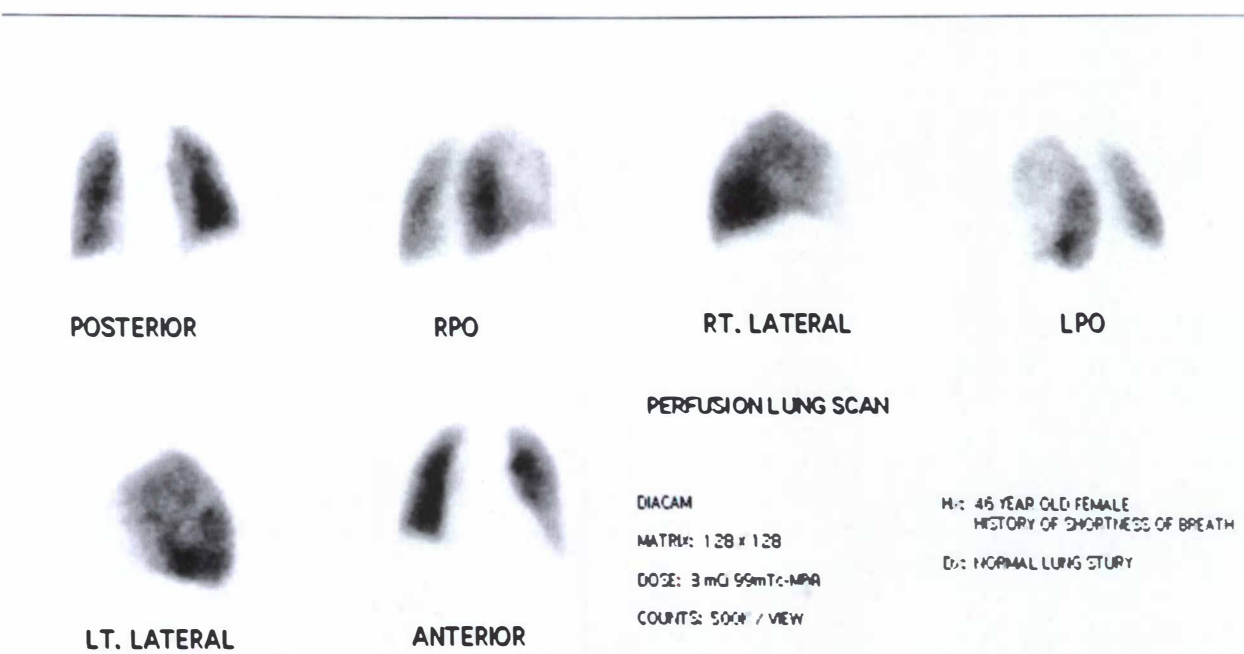 POSTERIOR
RPO
RT. LATERAL
LPO
PERFUSION LUNG SCAN
LT. LATERAL
ANTERIOR
DIACAM
MATRIX: 128 x 128
DOSE: 3 mCi 99mTc-MAA
COUNTS: 500K / VIEW
Hx: 46 YEAR OLD FEMALE
HISTORY OF SHORTNESS OF BREATH
Dx: NORMAL LUNG STUDY